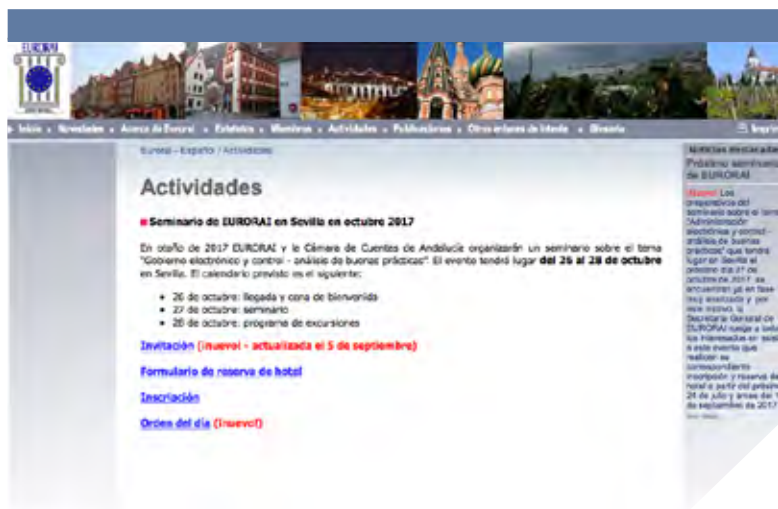 EURORAI
Inicio Novedades Acerca de Eurorai Estatutos Miembros Actividades Publicaciones Otros enlaces de interés Glosario Impri
Eurorai - Español / Actividades
Actividades
Seminario de EURORAI en Sevilla en octubre 2017
En otoño de 2017 EURORAI y la Cámara de Cuentas de Andalucía organizarán un seminario sobre el tema
"Gobierno electrónico y control - análisis de buenas prácticas". El evento tendrá lugar del 26 al 28 de octubre
en Sevilla. El calendario previsto es el siguiente:
• 26 de octubre: llegada y cena de bienvenida
• 27 de octubre: seminario
• 28 de octubre: programa de excursiones
Invitación (¡nuevo! - actualizada el 5 de septiembre)
Formulario de reserva de hotel
Inscripción
Orden del día (¡nuevo!)
Noticias destacadas
Próximo seminario
de EURORAI
¡Nuevo! Los
preparativos del
seminario sobre el tema
"Administración
electrónica y control -
análisis de buenas
prácticas" que tendrá
lugar en Sevilla el
próximo día 27 de
octubre de 2017 se
encuentran ya en fase
muy avanzada y por
este motivo, la
Secretaría General de
EURORAI ruega a todos
los interesados en asistir
a este evento que
realicen su
correspondiente
inscripción y reserva de
hotel a partir del próximo
24 de julio y antes del
de septiembre de 2017